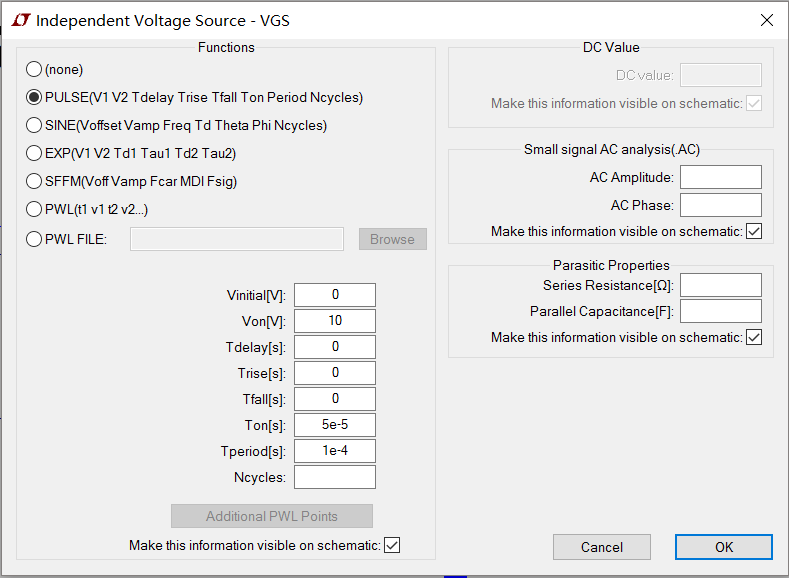 Independent Voltage Source - VGS
Functions
(none)
PULSE(V1 V2 Tdelay Trise Tfall Ton Period Ncycles)
SINE(Voffset Vamp Freq Td Theta Phi Ncycles)
EXP(V1 V2 Td1 Tau1 Td2 Tau2)
SFFM(Voff Vamp Fcar MDI Fsig)
PWL(t1 v1 t2 v2...)
PWL FILE: Browse
Vinitial[V]: 0
Von[V]: 10
Tdelay[s]: 0
Trise[s]: 0
Tfall[s]: 0
Ton[s]: 5e-5
Tperiod[s]: 1e-4
Ncycles:
Additional PWL Points
Make this information visible on schematic:
DC Value
DC value:
Make this information visible on schematic:
Small signal AC analysis(.AC)
AC Amplitude:
AC Phase:
Make this information visible on schematic:
Parasitic Properties
Series Resistance[Ω]:
Parallel Capacitance[F]:
Make this information visible on schematic:
Cancel OK